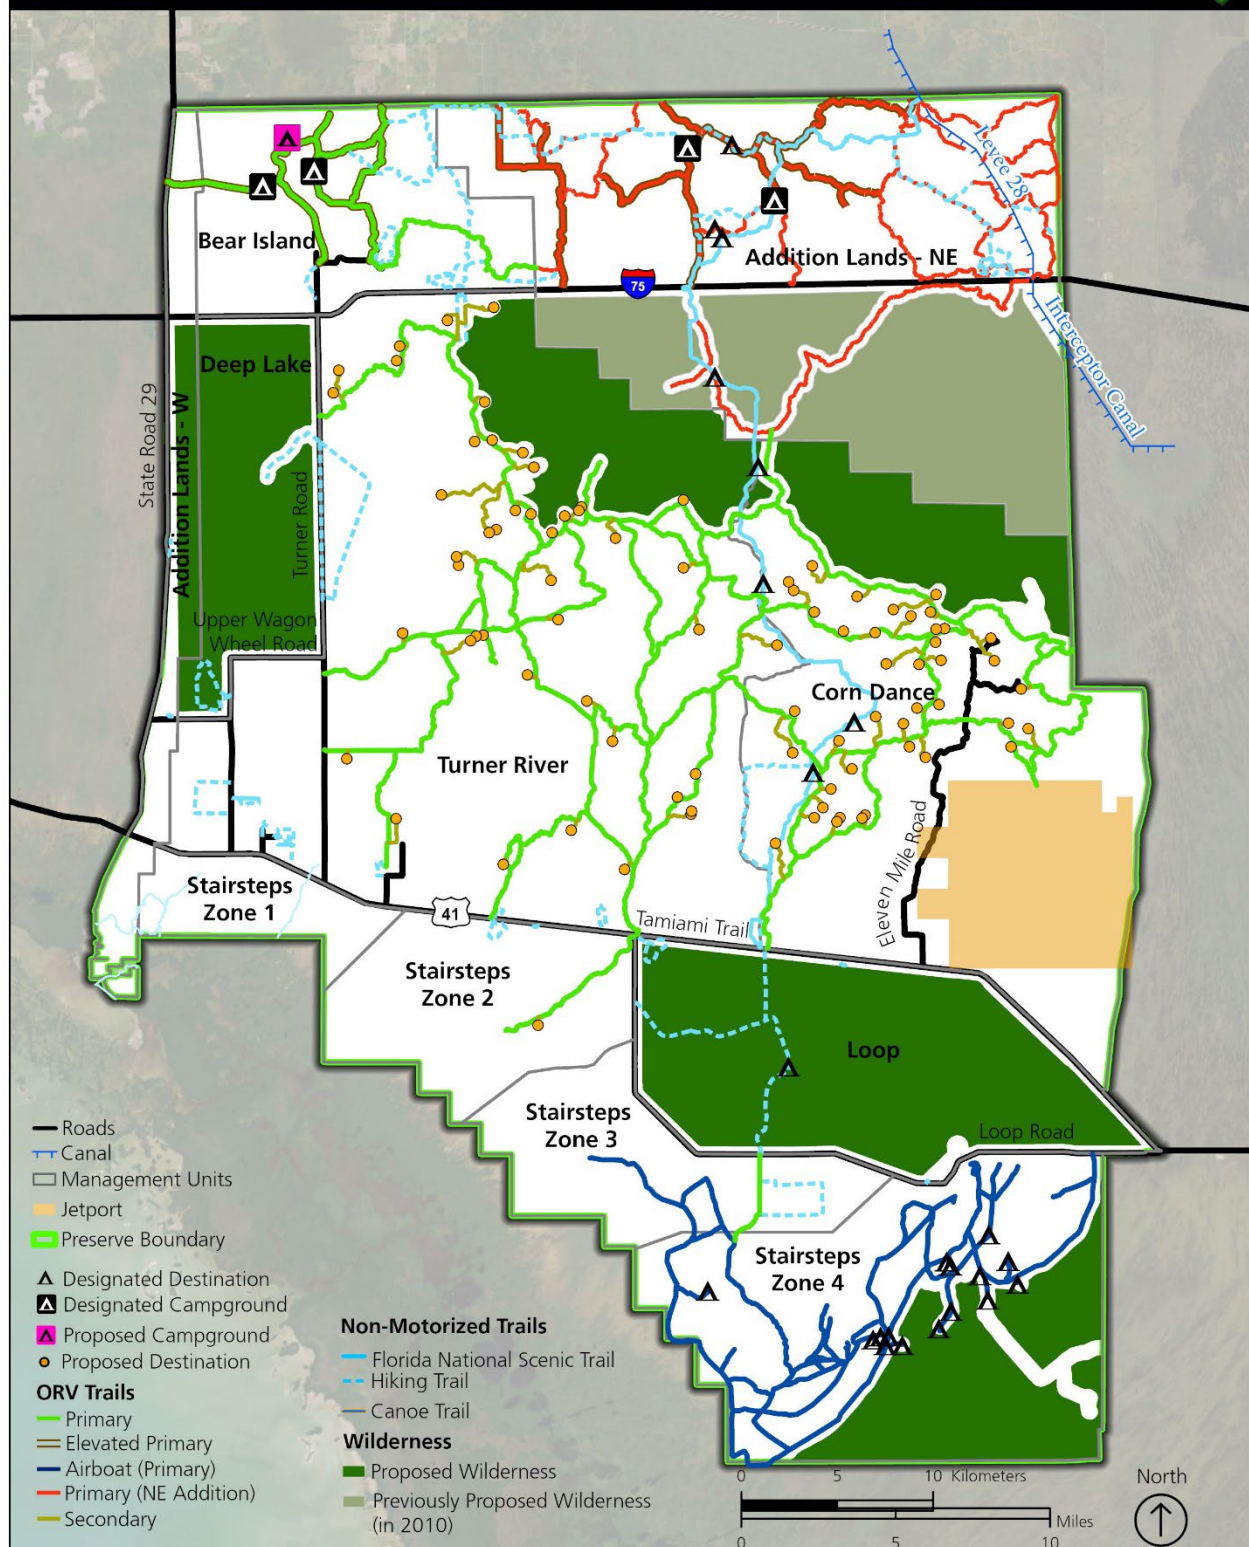 Levee 28
Bear Island
Addition Lands - NE
75
Interceptor Canal
Deep Lake
State Road 29
Addition Lands - W
Turner Road
Upper Wagon
Wheel Road
Corn Dance
Turner River
Eleven Mile Road
Stairsteps
Zone 1
41
Tamiami Trail
Stairsteps
Zone 2
Loop
Stairsteps
Zone 3
Loop Road
Stairsteps
Zone 4
Roads
Canal
Management Units
Jetport
Preserve Boundary
Designated Destination
Designated Campground
Proposed Campground
Proposed Destination
ORV Trails
Primary
Elevated Primary
Airboat (Primary)
Primary (NE Addition)
Secondary
Non-Motorized Trails
Florida National Scenic Trail
Hiking Trail
Canoe Trail
Wilderness
Proposed Wilderness
Previously Proposed Wilderness
(in 2010)
0 5 10 Kilometers
Miles
0 5 10
North